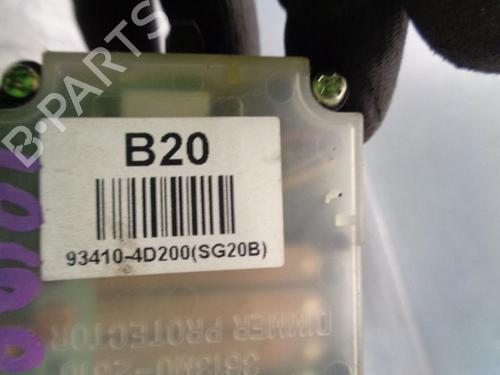 B-PARTS
B20
93410-4D200(SG20B)
DIMMER PROTECTOR